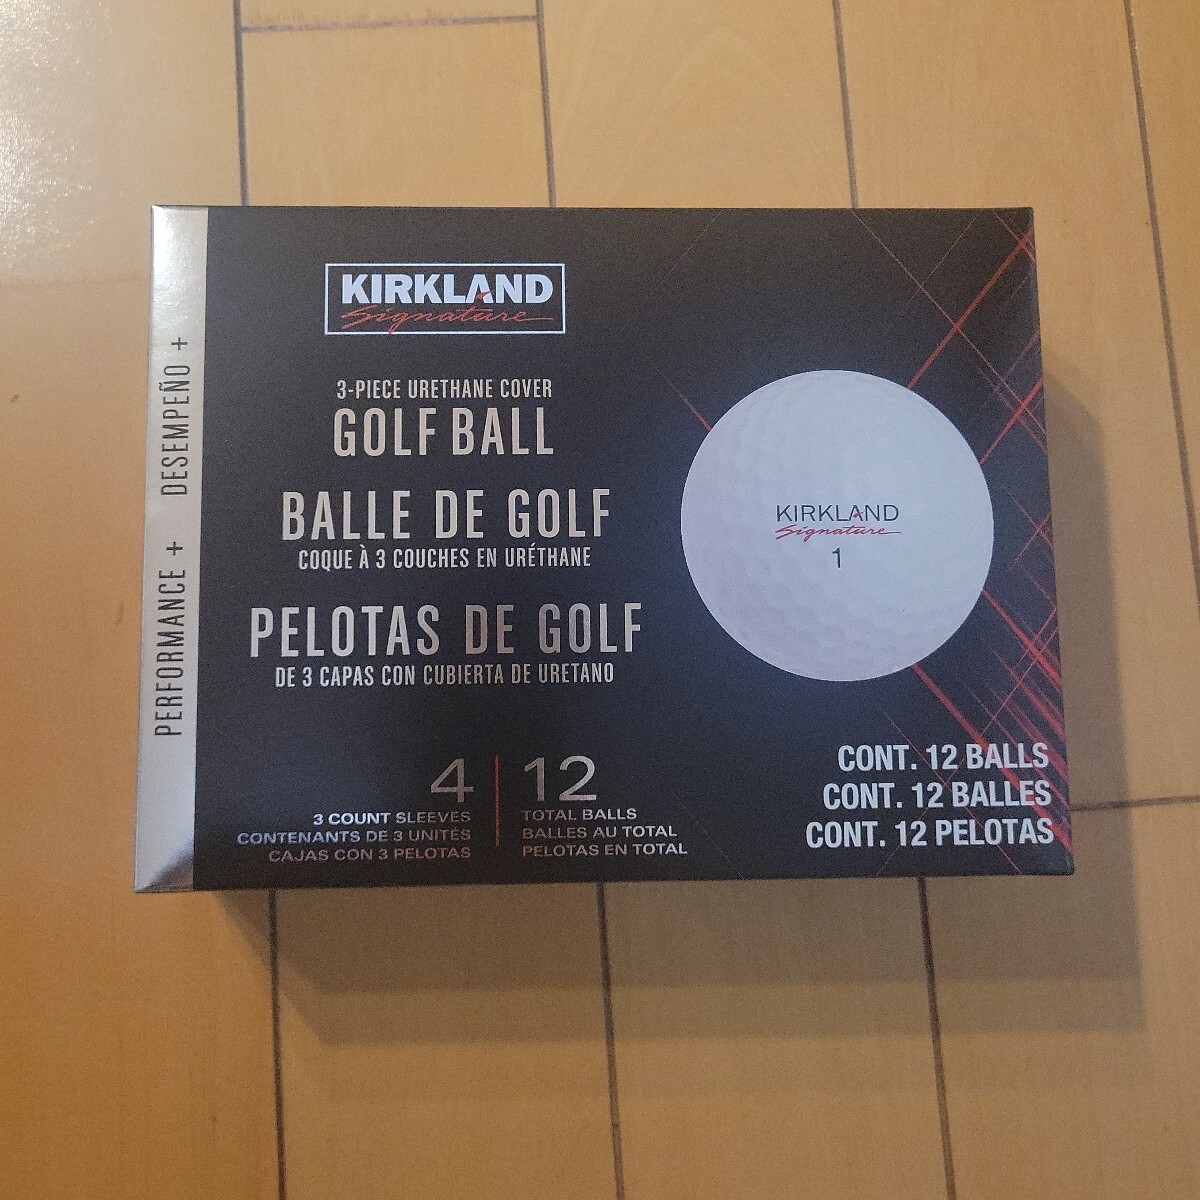 KIRKLAND
Signature
3-PIECE URETHANE COVER
GOLF BALL
BALLE DE GOLF
COQUE À 3 COUCHES EN URÉTHANE
PELOTAS DE GOLF
DE 3 CAPAS CON CUBIERTA DE URETANO
4
3 COUNT SLEEVES
CONTENANTS DE 3 UNITÉS
CAJAS CON 3 PELOTAS
12
TOTAL BALLS
BALLES AU TOTAL
PELOTAS EN TOTAL
KIRKLAND
Signature
1
CONT. 12 BALLS
CONT. 12 BALLES
CONT. 12 PELOTAS
PERFORMANCE + DESEMPEÑO +